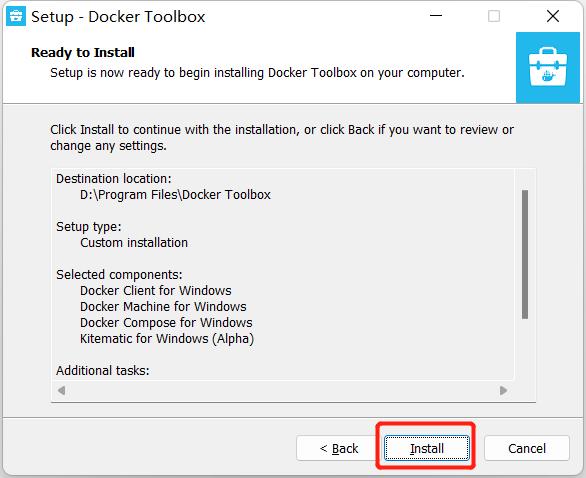 Setup - Docker Toolbox
Ready to Install
Setup is now ready to begin installing Docker Toolbox on your computer.
Click Install to continue with the installation, or click Back if you want to review or
change any settings.
Destination location:
D:\Program Files\Docker Toolbox
Setup type:
Custom installation
Selected components:
Docker Client for Windows
Docker Machine for Windows
Docker Compose for Windows
Kitematic for Windows (Alpha)
Additional tasks:
< Back
Install
Cancel